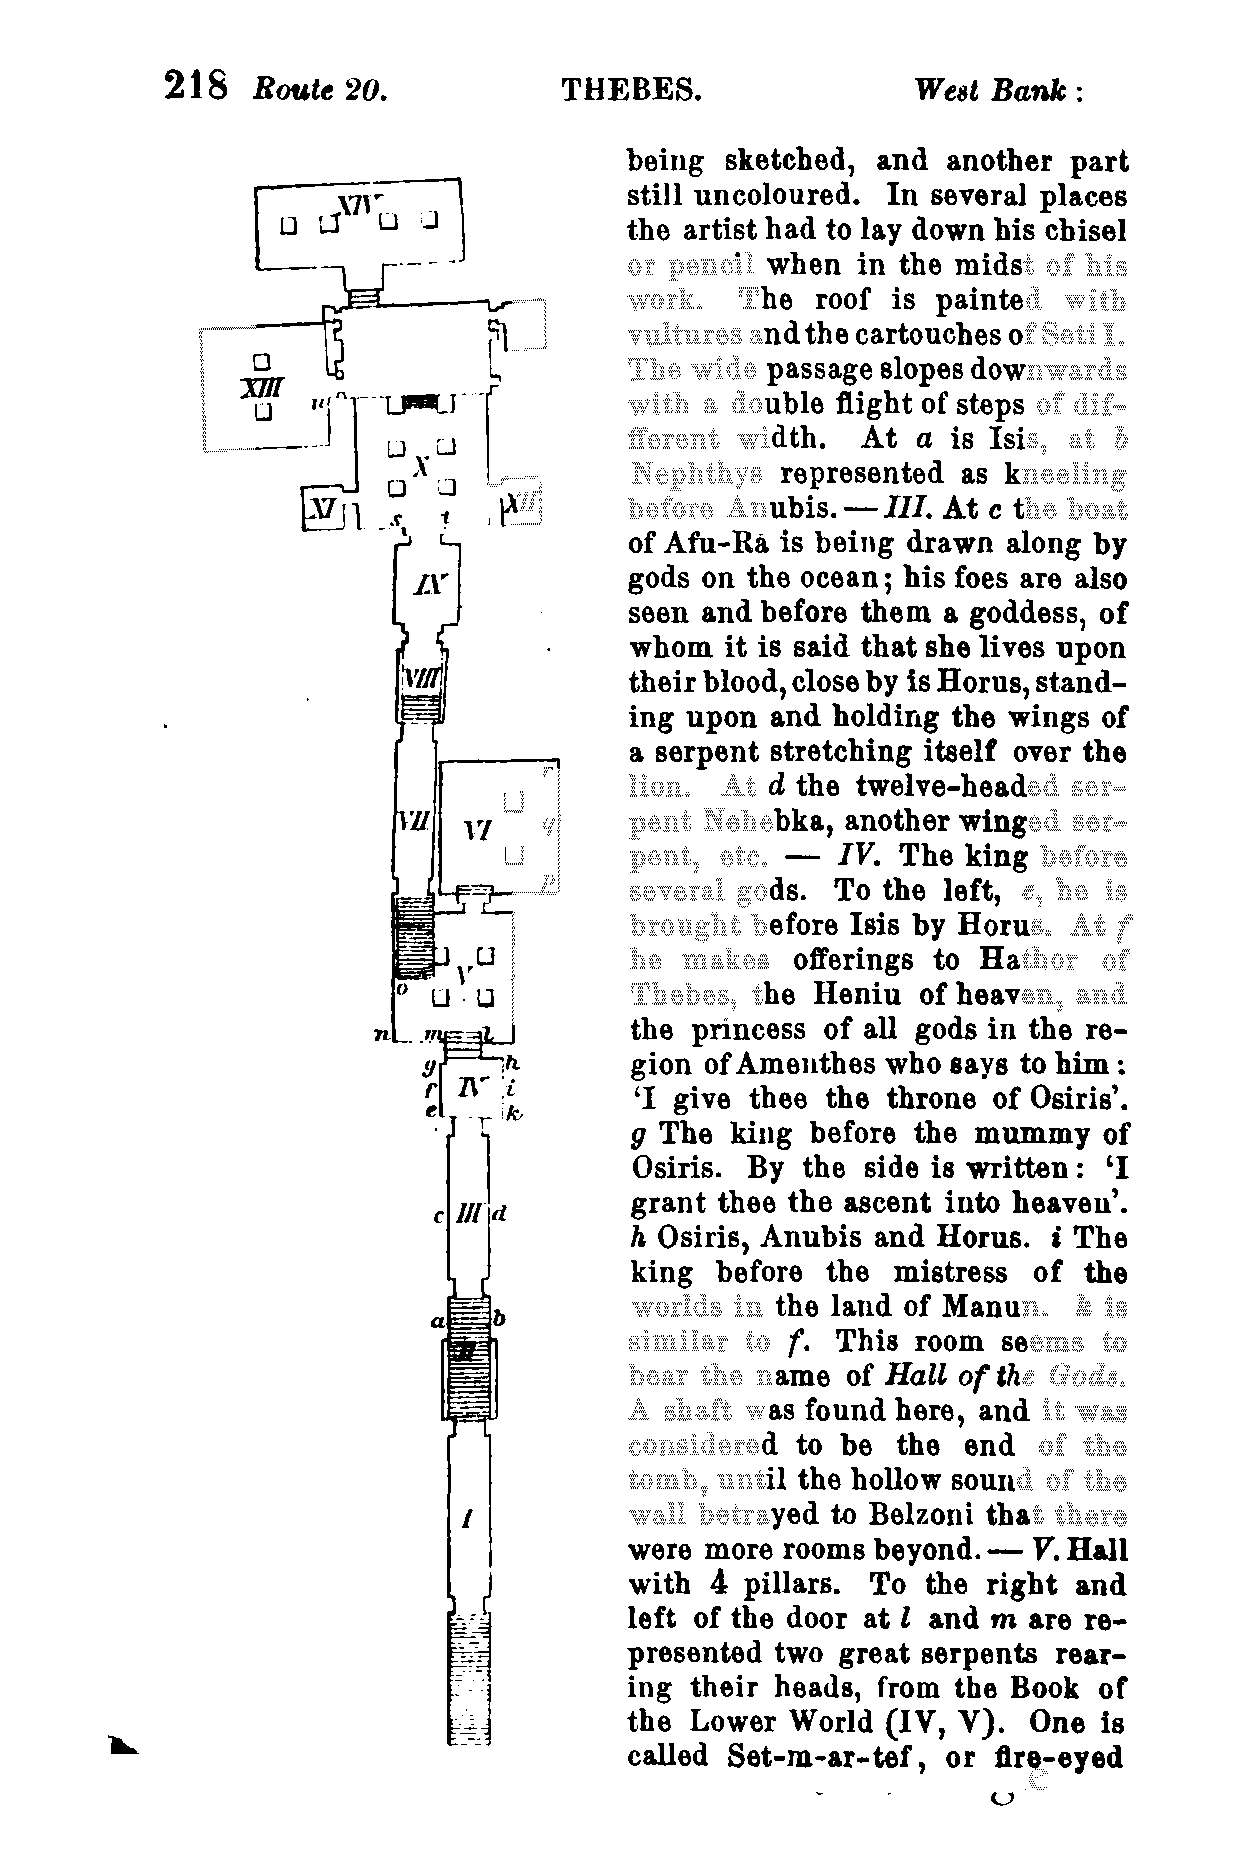 218 Route 20. THEBES. West Bank :
being sketched, and another part
still uncoloured. In several places
the artist had to lay down his chisel
or pencil when in the midst of his
work. The roof is painted with
vultures and the cartouches of Seti I.
The wide passage slopes downwards
with a double flight of steps of dif-
ferent width. At a is Isis, at b
Nephthys represented as kneeling
before Anubis. — III. At c the boat
of Afu-Rā is being drawn along by
gods on the ocean; his foes are also
seen and before them a goddess, of
whom it is said that she lives upon
their blood, close by is Horus, stand-
ing upon and holding the wings of
a serpent stretching itself over the
lion. At d the twelve-headed ser-
pent Nehebka, another winged ser-
pent, etc. — IV. The king before
several gods. To the left, e, he is
brought before Isis by Horus. At f
he makes offerings to Hathor of
Thebes, the Heniu of heaven, and
the princess of all gods in the re-
gion of Amenthes who says to him :
‘I give thee the throne of Osiris’.
g The king before the mummy of
Osiris. By the side is written : ‘I
grant thee the ascent into heaven’.
h Osiris, Anubis and Horus. i The
king before the mistress of the
worlds in the land of Manun. k is
similar to f. This room seems to
bear the name of Hall of the Gods.
A shaft was found here, and it was
considered to be the end of the
tomb, until the hollow sound of the
wall betrayed to Belzoni that there
were more rooms beyond. — V. Hall
with 4 pillars. To the right and
left of the door at l and m are re-
presented two great serpents rear-
ing their heads, from the Book of
the Lower World (IV, V). One is
called Set-m-ar-tef, or fire-eyed
XIV
XIII
X
XI
s t
IX
VIII
VII VI
r
q
p
V
o
n m l
g h
f IV i
e k
c III d
a b
II
I